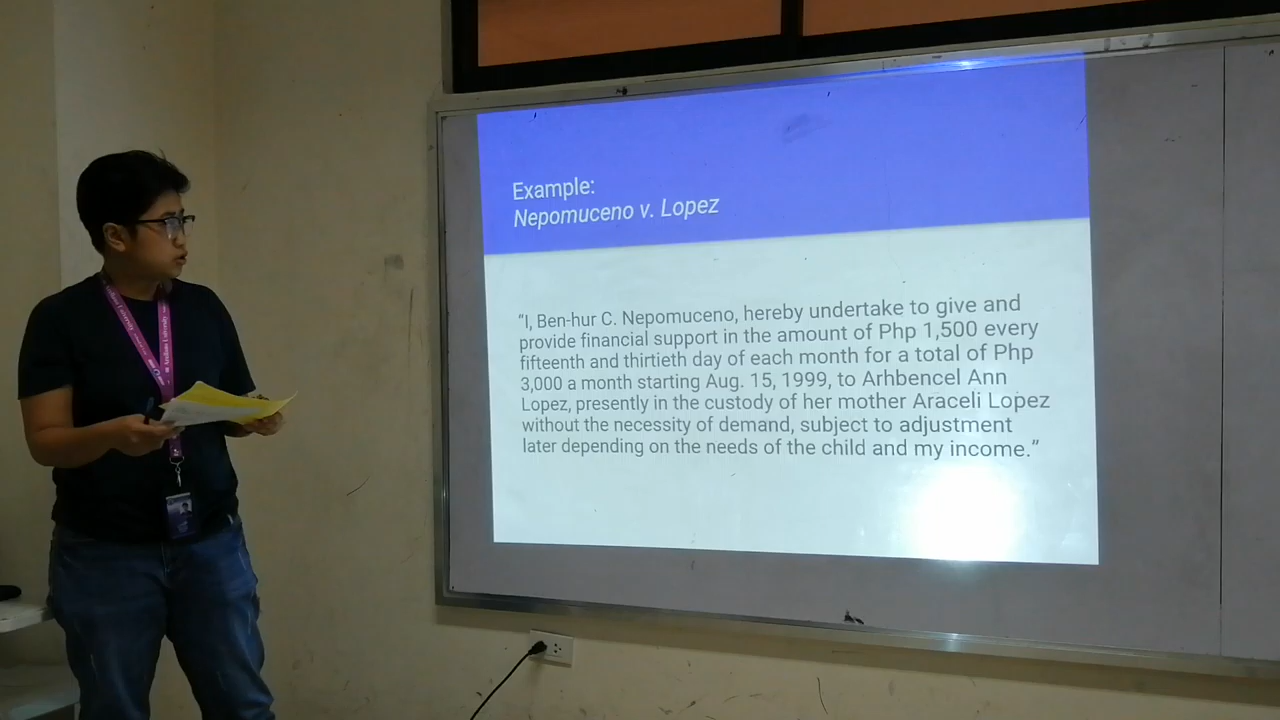 Example:
Nepomuceno v. Lopez
“I, Ben-hur C. Nepomuceno, hereby undertake to give and
provide financial support in the amount of Php 1,500 every
fifteenth and thirtieth day of each month for a total of Php
3,000 a month starting Aug. 15, 1999, to Arhbencel Ann
Lopez, presently in the custody of her mother Araceli Lopez
without the necessity of demand, subject to adjustment
later depending on the needs of the child and my income.”